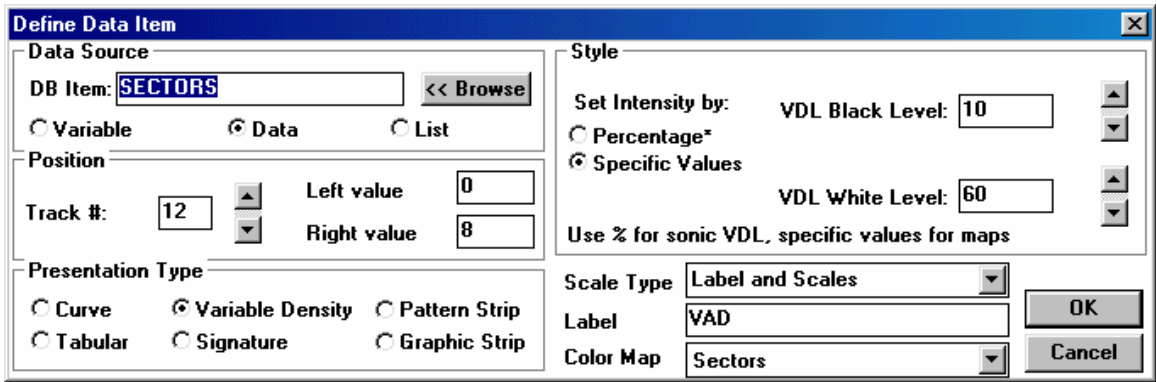 Define Data Item
Data Source
DB Item: SECTORS
<< Browse
Variable
Data
List
Position
Track #: 12
Left value 0
Right value 8
Presentation Type
Curve
Variable Density
Pattern Strip
Tabular
Signature
Graphic Strip
Style
Set Intensity by:
Percentage*
Specific Values
VDL Black Level: 10
VDL White Level: 60
Use % for sonic VDL, specific values for maps
Scale Type Label and Scales
Label VAD
Color Map Sectors
OK
Cancel